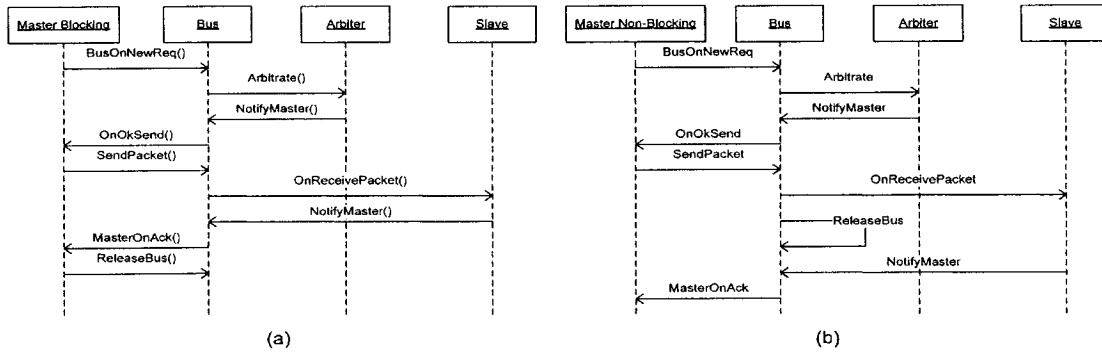 Master Blocking
Bus
Arbiter
Slave
BusOnNewReq()
Arbitrate()
NotifyMaster()
OnOkSend()
SendPacket()
OnReceivePacket()
NotifyMaster()
MasterOnAck()
ReleaseBus()
(a)
Master Non-Blocking
Bus
Arbiter
Slave
BusOnNewReq
Arbitrate
NotifyMaster
OnOkSend
SendPacket
OnReceivePacket
ReleaseBus
NotifyMaster
MasterOnAck
(b)